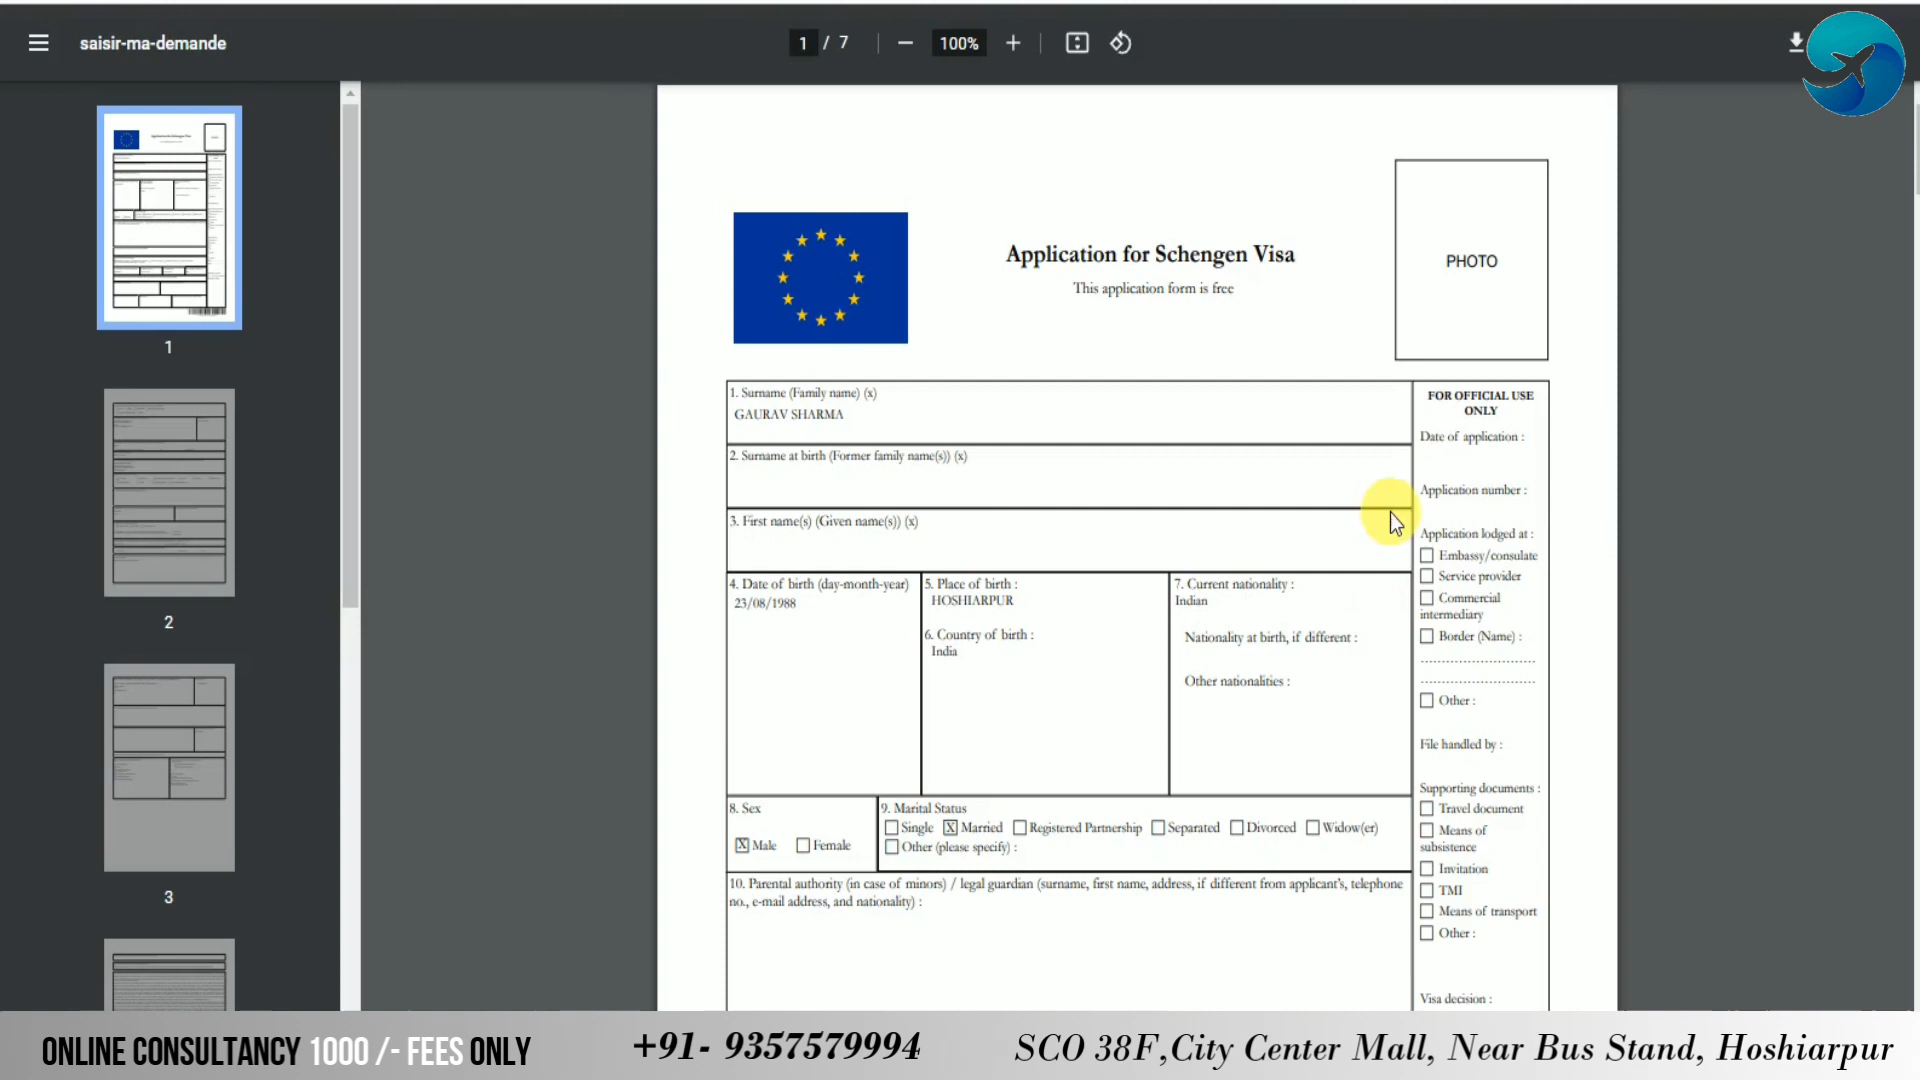 saisir-ma-demande
1 / 7
100%
1
2
3
Application for Schengen Visa
This application form is free
PHOTO
1. Surname (Family name) (x)
GAURAV SHARMA
2. Surname at birth (Former family name(s)) (x)
3. First name(s) (Given name(s)) (x)
4. Date of birth (day-month-year)
23/08/1988
5. Place of birth :
HOSHIARPUR
6. Country of birth :
India
7. Current nationality :
Indian
Nationality at birth, if different :
Other nationalities :
8. Sex
X Male Female
9. Marital Status
Single X Married Registered Partnership Separated Divorced Widow(er)
Other (please specify) :
10. Parental authority (in case of minors) / legal guardian (surname, first name, address, if different from applicant's, telephone
no., e-mail address, and nationality) :
FOR OFFICIAL USE
ONLY
Date of application :
Application number :
Application lodged at :
Embassy/consulate
Service provider
Commercial
intermediary
Border (Name) :
Other :
File handled by :
Supporting documents :
Travel document
Means of
subsistence
Invitation
TMI
Means of transport
Other :
Visa decision :
ONLINE CONSULTANCY 1000 /- FEES ONLY
+91- 9357579994
SCO 38F,City Center Mall, Near Bus Stand, Hoshiarpur